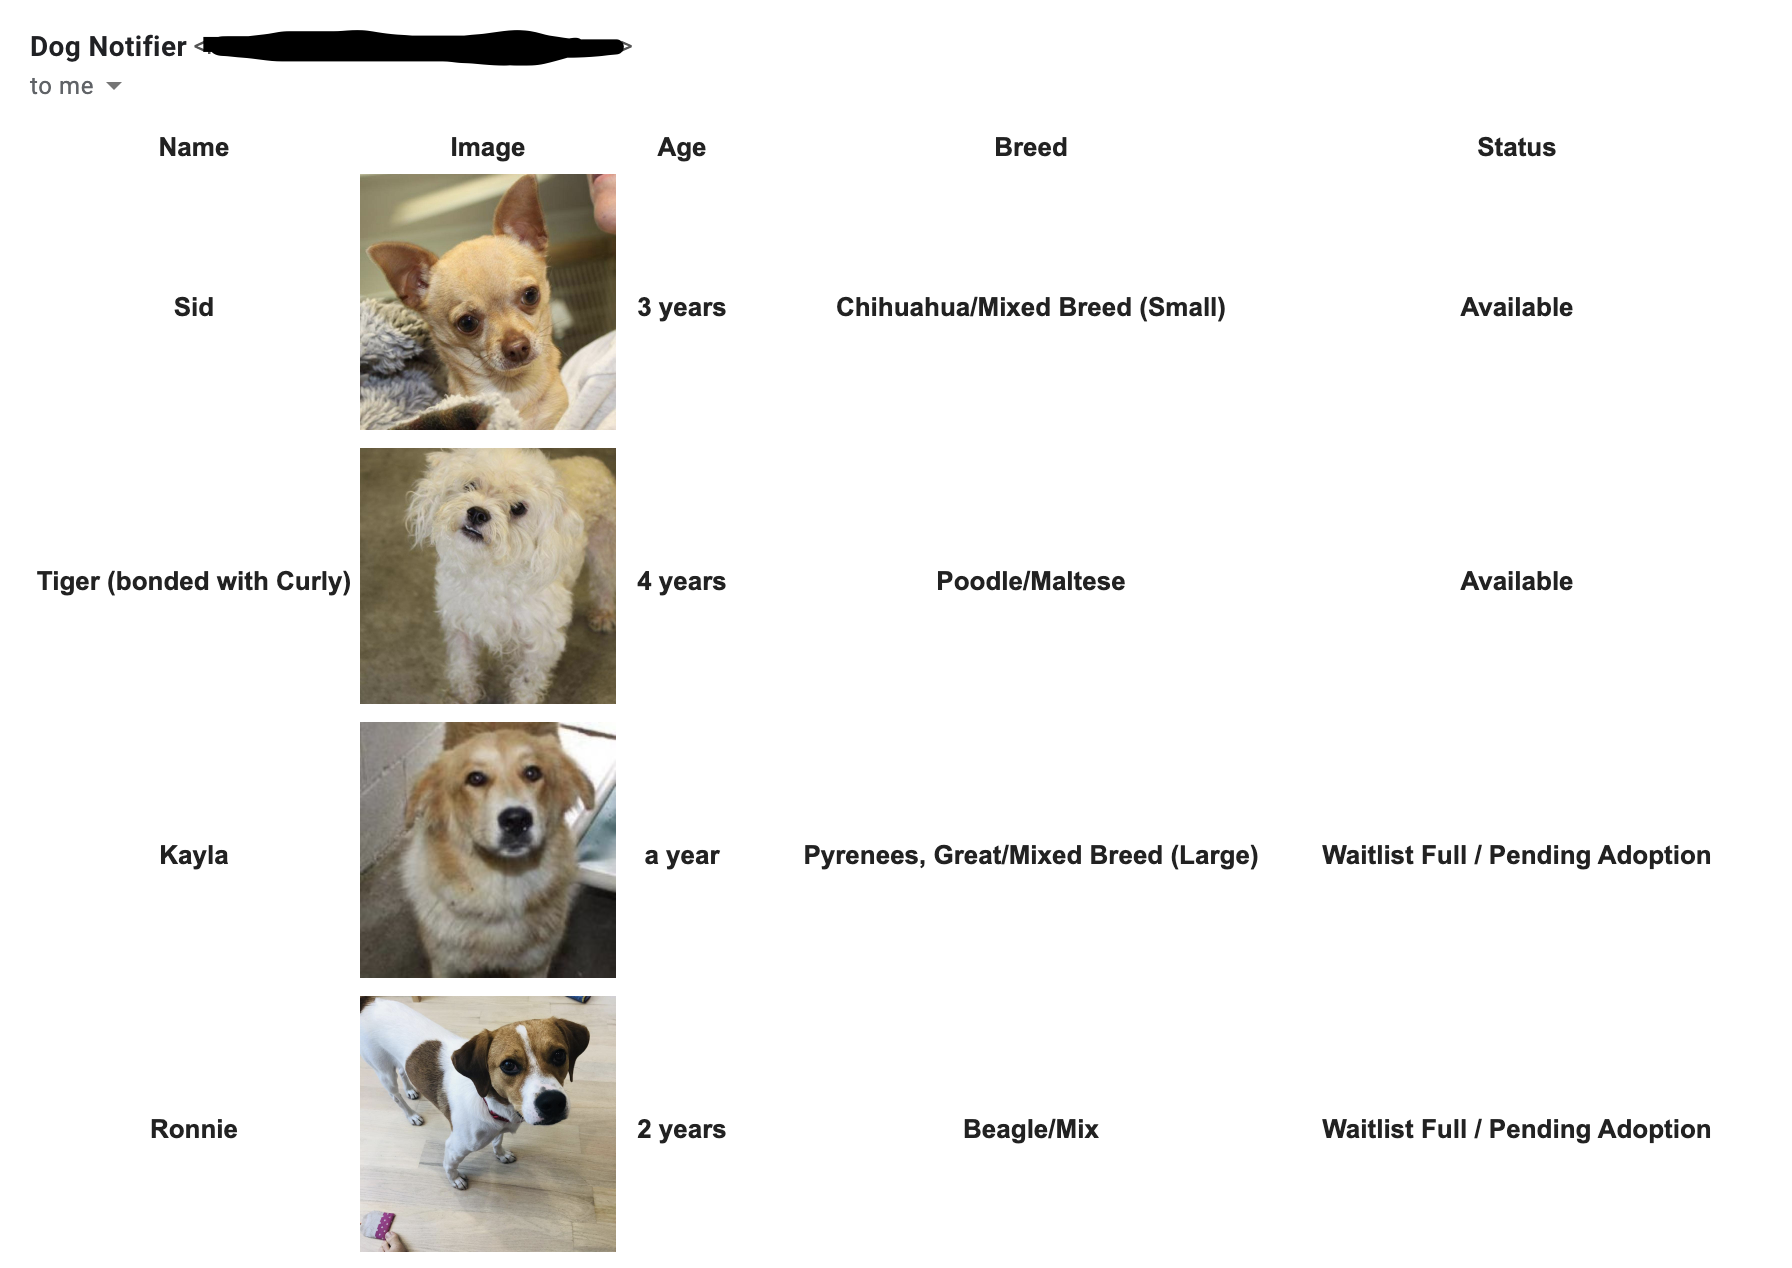 Dog Notifier
to me
Name Image Age Breed Status
Sid 3 years Chihuahua/Mixed Breed (Small) Available
Tiger (bonded with Curly) 4 years Poodle/Maltese Available
Kayla a year Pyrenees, Great/Mixed Breed (Large) Waitlist Full / Pending Adoption
Ronnie 2 years Beagle/Mix Waitlist Full / Pending Adoption